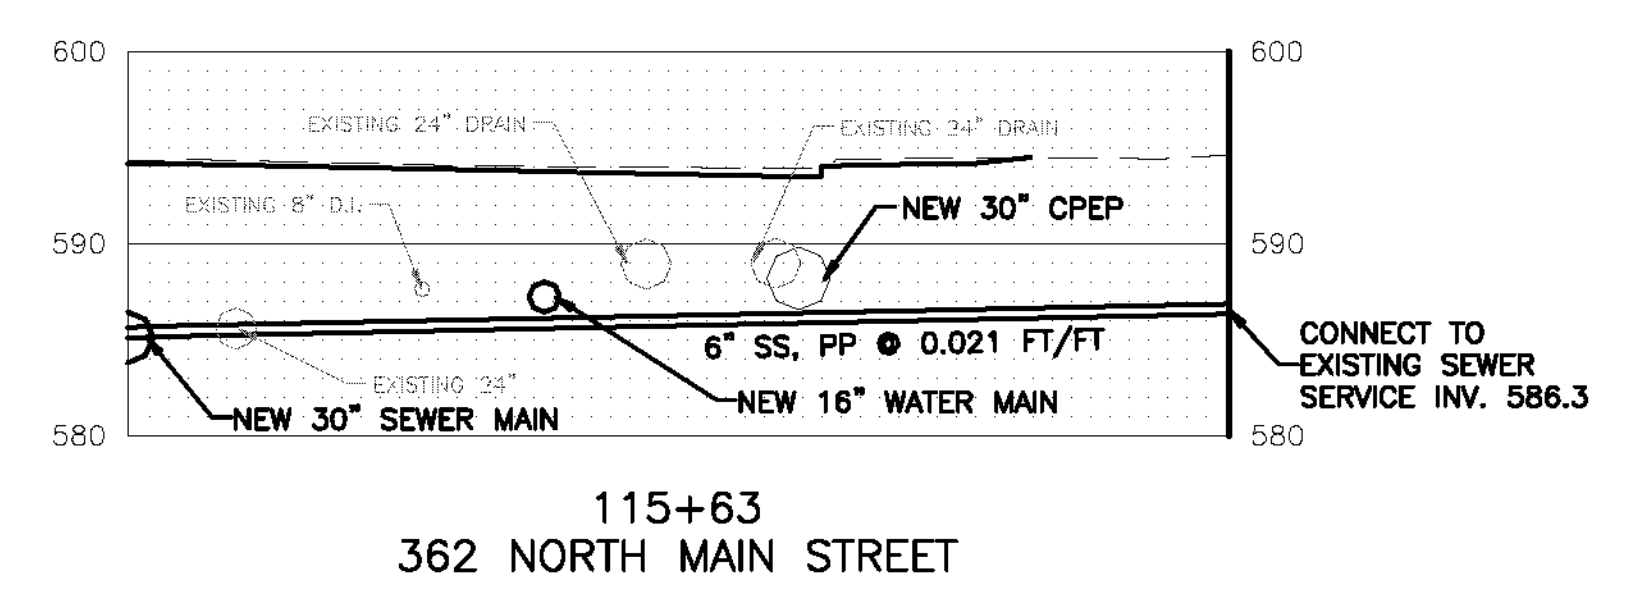 600
600
EXISTING 24" DRAIN
EXISTING 24" DRAIN
EXISTING 8" D.I.
NEW 30" CPEP
590
590
6" SS, PP @ 0.021 FT/FT
CONNECT TO
EXISTING SEWER
SERVICE INV. 586.3
EXISTING 24"
NEW 16" WATER MAIN
NEW 30" SEWER MAIN
580
580
115+63
362 NORTH MAIN STREET